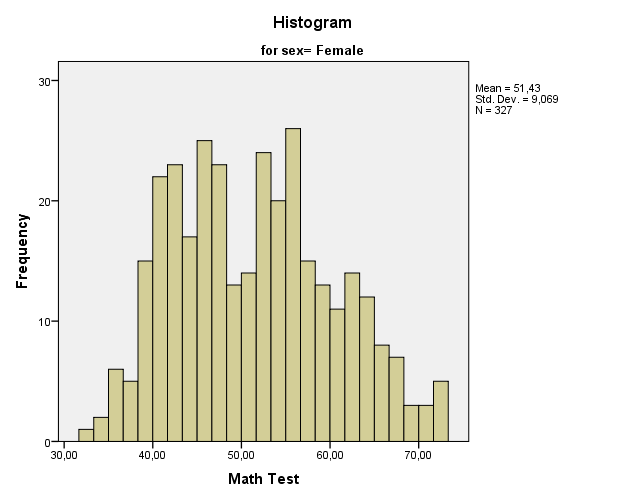 Histogram
for sex= Female
Mean = 51,43
Std. Dev. = 9,069
N = 327
Frequency
30
20
10
0
30,00 40,00 50,00 60,00 70,00
Math Test